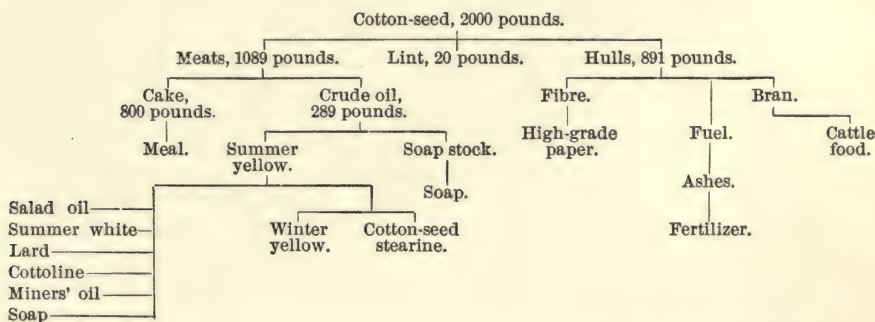 Cotton-seed, 2000 pounds.
Meats, 1089 pounds. Lint, 20 pounds. Hulls, 891 pounds.
Cake, Crude oil, Fibre. Bran.
800 pounds. 289 pounds.
Meal. Summer Soap stock. High-grade Fuel. Cattle
yellow. paper. food.
Soap. Ashes.
Salad oil
Summer white Winter Cotton-seed Fertilizer.
Lard yellow. stearine.
Cottoline
Miners' oil
Soap